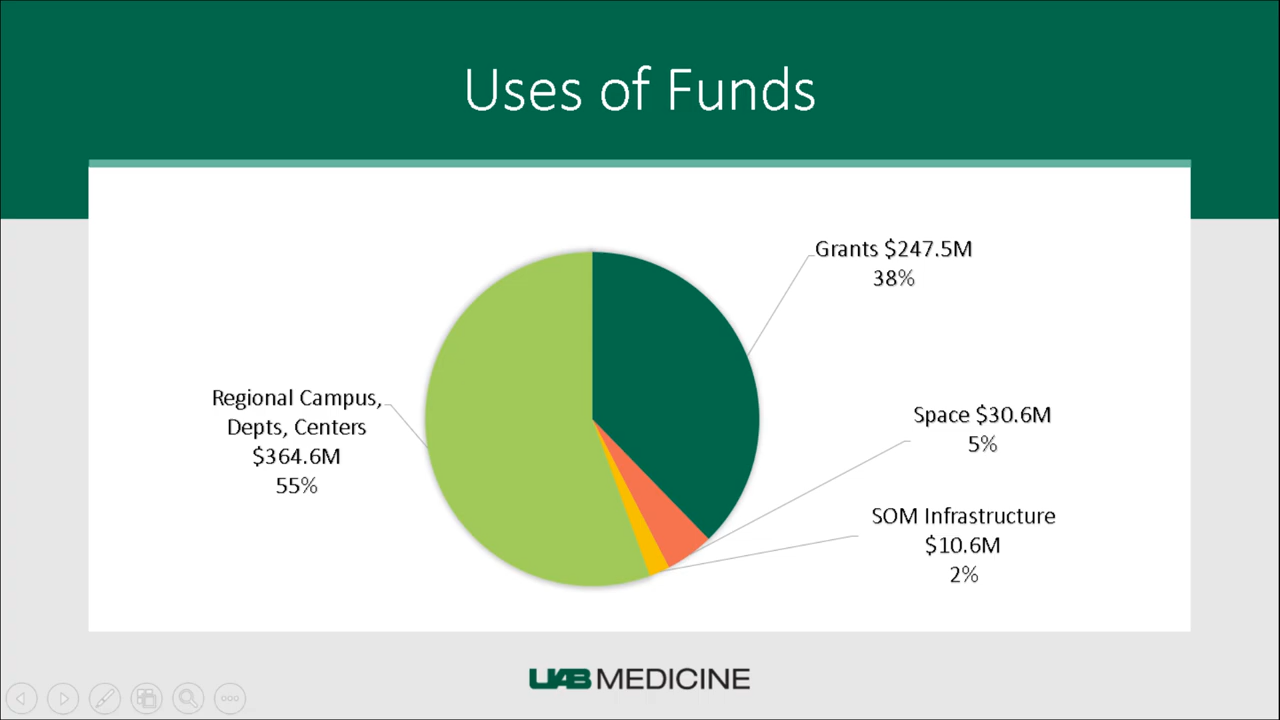 Uses of Funds
Grants $247.5M
38%
Regional Campus,
Depts, Centers
$364.6M
55%
Space $30.6M
5%
SOM Infrastructure
$10.6M
2%
UAB MEDICINE